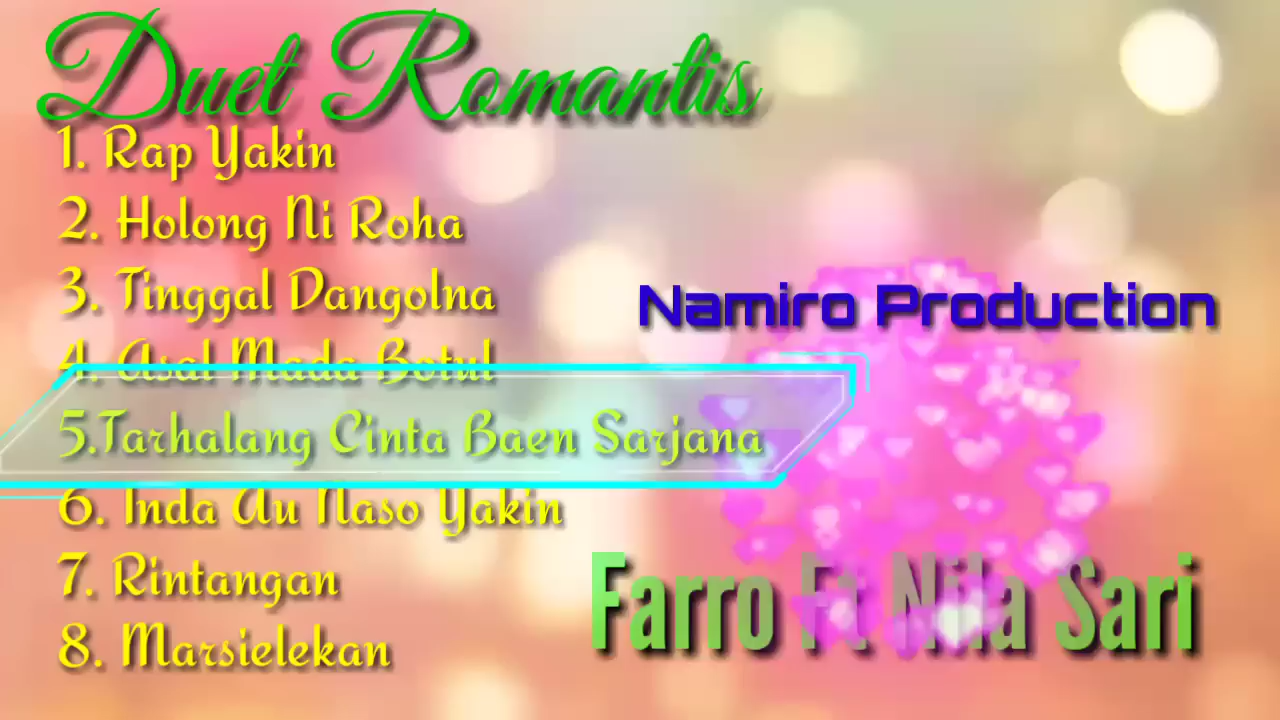 Duet Romantis
1. Rap Yakin
2. Holong Ni Roha
3. Tinggal Dangolna
4. Asal Mada Botul
5.Tarhalang Cinta Baen Sarjana
6. Inda Au Naso Yakin
7. Rintangan
8. Marsielekan
Namiro Production
Farro Ft Nila Sari